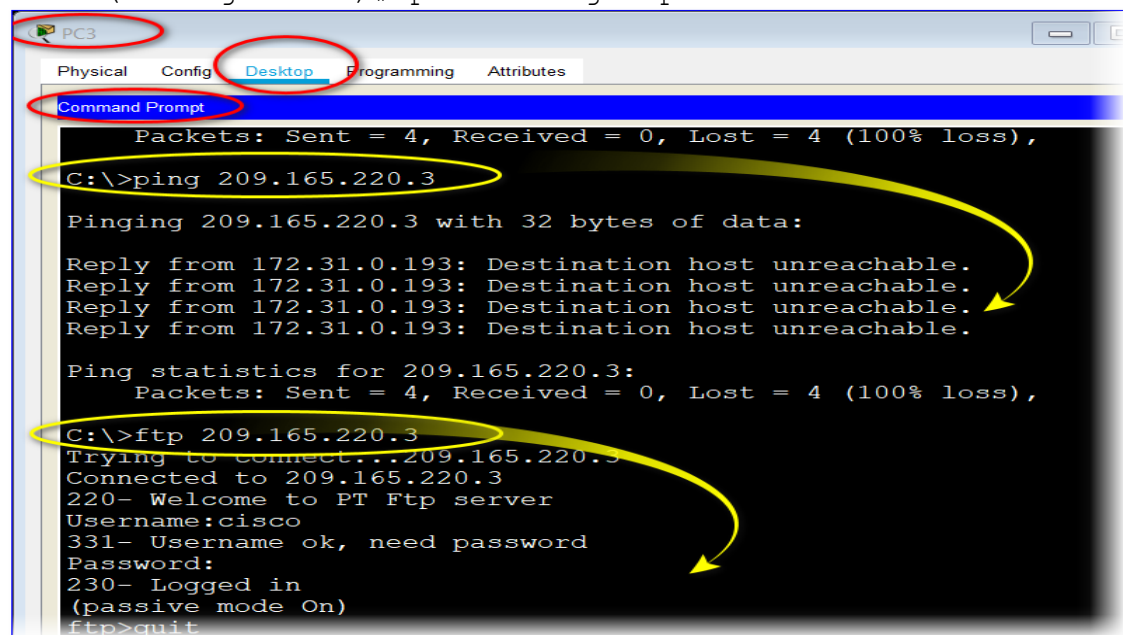 PC3
Physical Config Desktop Programming Attributes
Command Prompt
Packets: Sent = 4, Received = 0, Lost = 4 (100% loss),
C:\>ping 209.165.220.3
Pinging 209.165.220.3 with 32 bytes of data:
Reply from 172.31.0.193: Destination host unreachable.
Reply from 172.31.0.193: Destination host unreachable.
Reply from 172.31.0.193: Destination host unreachable.
Reply from 172.31.0.193: Destination host unreachable.
Ping statistics for 209.165.220.3:
Packets: Sent = 4, Received = 0, Lost = 4 (100% loss),
C:\>ftp 209.165.220.3
Trying to connect...209.165.220.3
Connected to 209.165.220.3
220- Welcome to PT Ftp server
Username:cisco
331- Username ok, need password
Password:
230- Logged in
(passive mode On)
ftp>quit